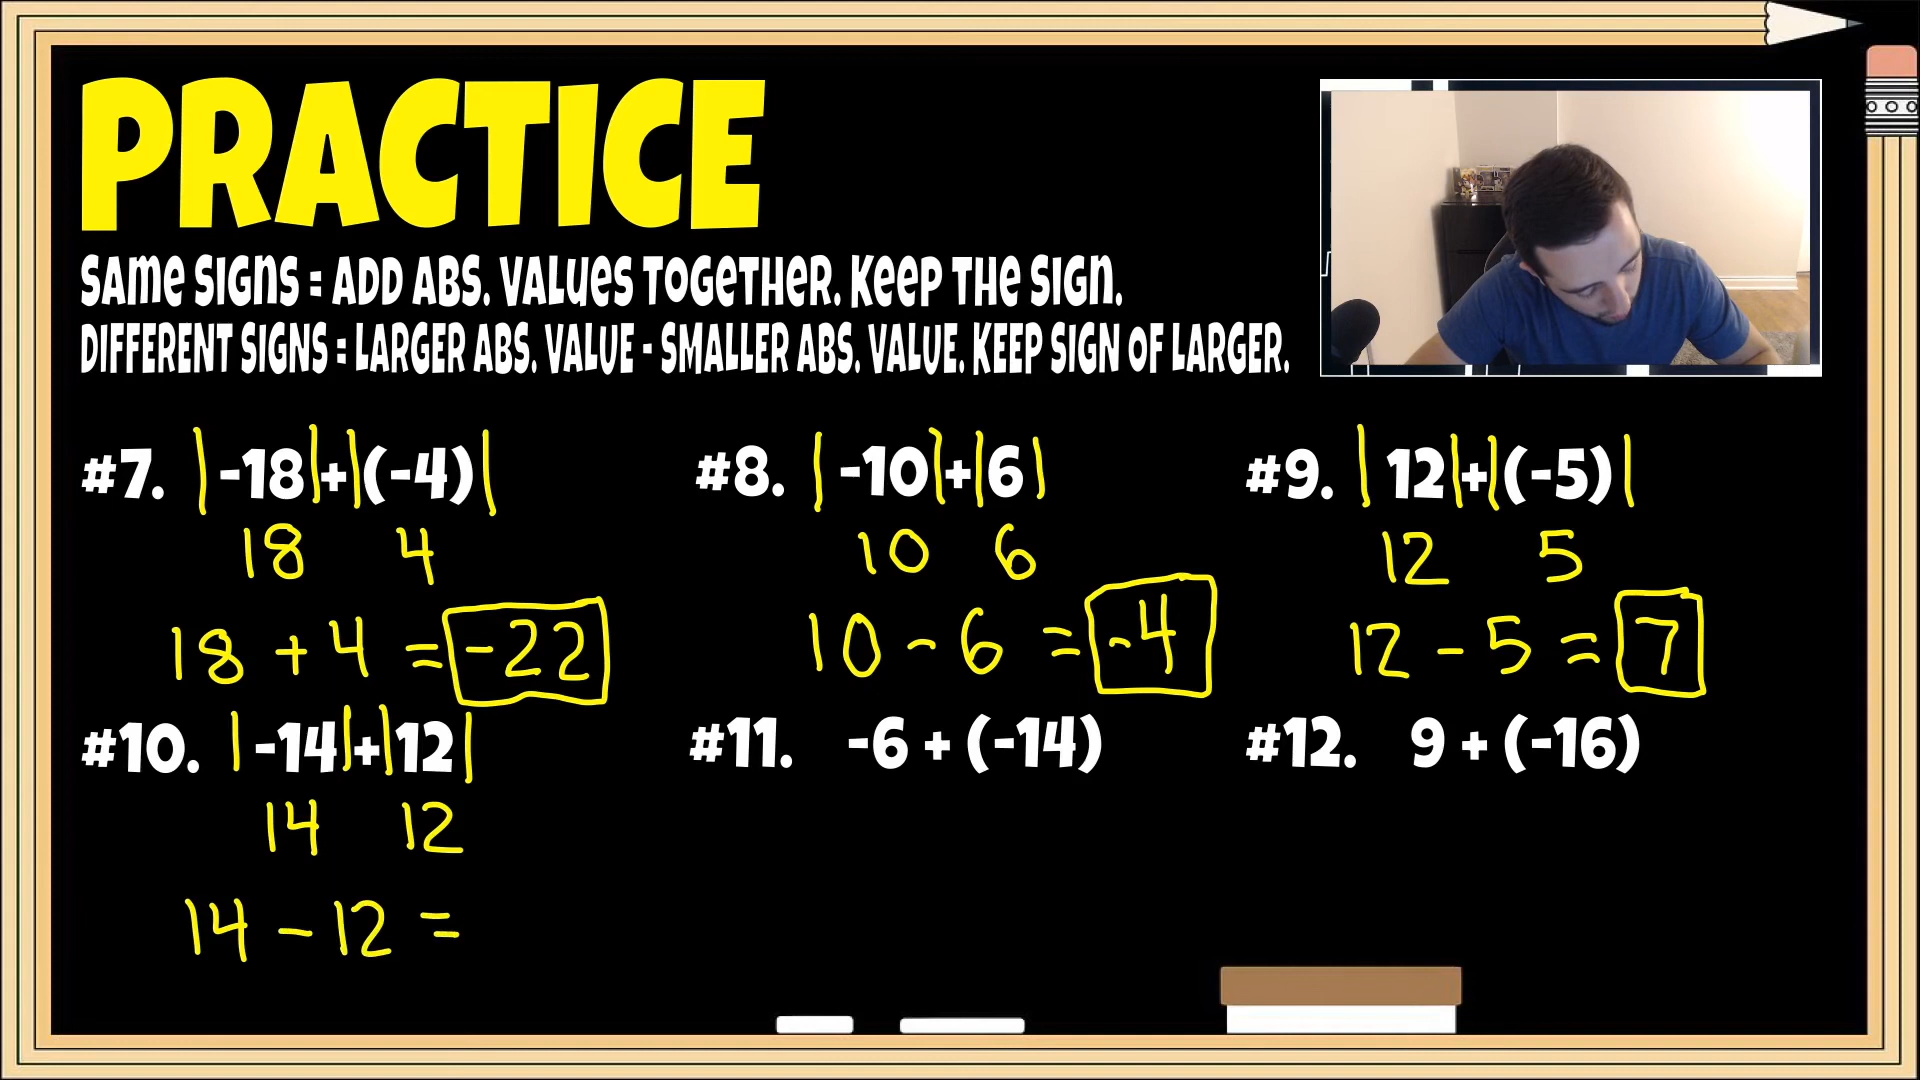 PRACTICE
SAME SIGNS = ADD ABS. VALUES TOGETHER. KEEP THE SIGN.
DIFFERENT SIGNS = LARGER ABS. VALUE - SMALLER ABS. VALUE. KEEP SIGN OF LARGER.
#7. |-18|+|(-4)|
18 4
18 + 4 = -22
#8. |-10|+|6|
10 6
10 - 6 = -4
#9. |12|+|(-5)|
12 5
12 - 5 = 7
#10. |-14|+|12|
14 12
14 - 12 =
#11. -6 + (-14)
#12. 9 + (-16)